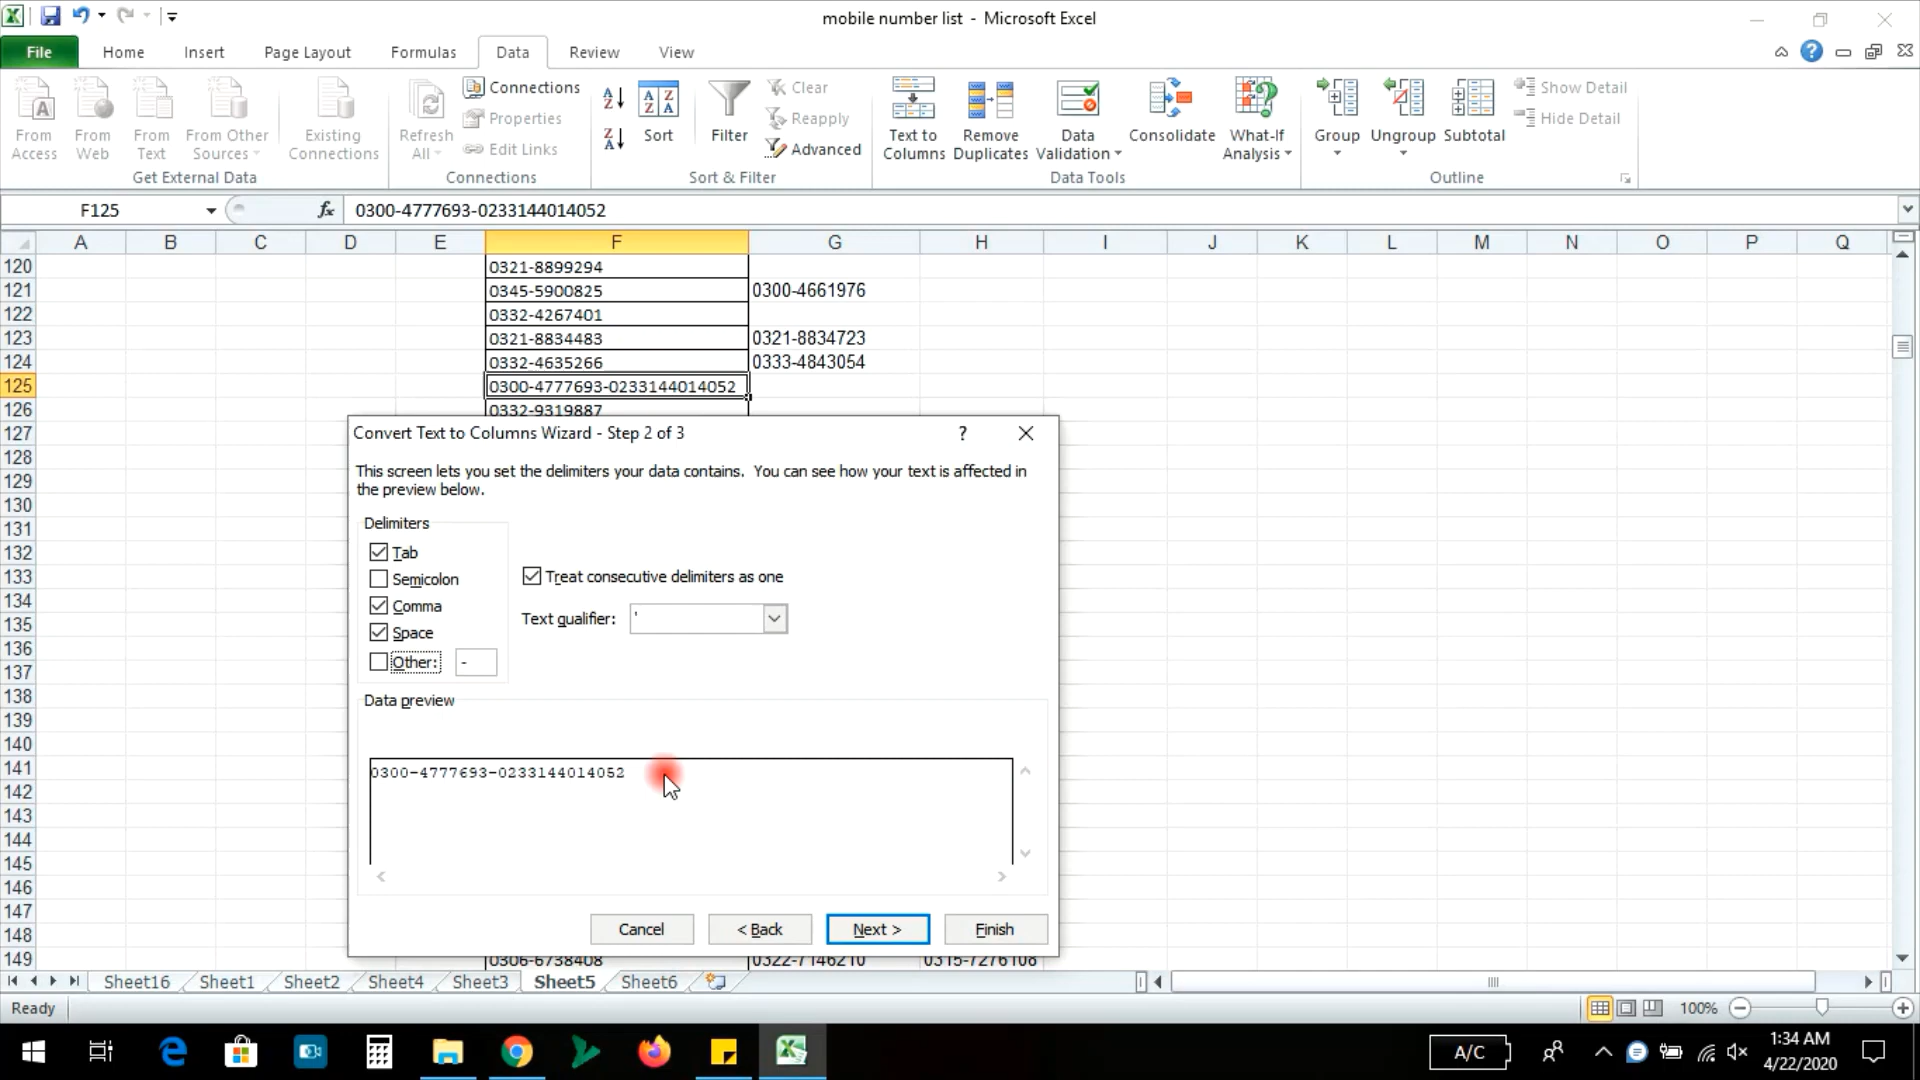 mobile number list - Microsoft Excel
File Home Insert Page Layout Formulas Data Review View
From Access
From Web
From Text
From Other Sources
Existing Connections
Get External Data
Refresh All
Connections
Properties
Edit Links
Connections
Sort
Filter
Clear
Reapply
Advanced
Sort & Filter
Text to Columns
Remove Duplicates
Data Validation
Consolidate
What-If Analysis
Data Tools
Group
Ungroup
Subtotal
Show Detail
Hide Detail
Outline
F125 fx 0300-4777693-0233144014052
A B C D E F G H I J K L M N O P Q
120 0321-8899294
121 0345-5900825 0300-4661976
122 0332-4267401
123 0321-8834483 0321-8834723
124 0332-4635266 0333-4843054
125 0300-4777693-0233144014052
126 0332-9319887
127
128
129
130
131
132
133
134
135
136
137
138
139
140
141
142
143
144
145
146
147
148
149 0306-6738408 0322-7146210 0315-7276108
Convert Text to Columns Wizard - Step 2 of 3 ?
This screen lets you set the delimiters your data contains. You can see how your text is affected in
the preview below.
Delimiters
Tab
Semicolon
Comma
Space
Other: -
Treat consecutive delimiters as one
Text qualifier: '
Data preview
0300-4777693-0233144014052
Cancel < Back Next > Finish
Sheet16 Sheet1 Sheet2 Sheet4 Sheet3 Sheet5 Sheet6
Ready 100%
A/C
1:34 AM
4/22/2020